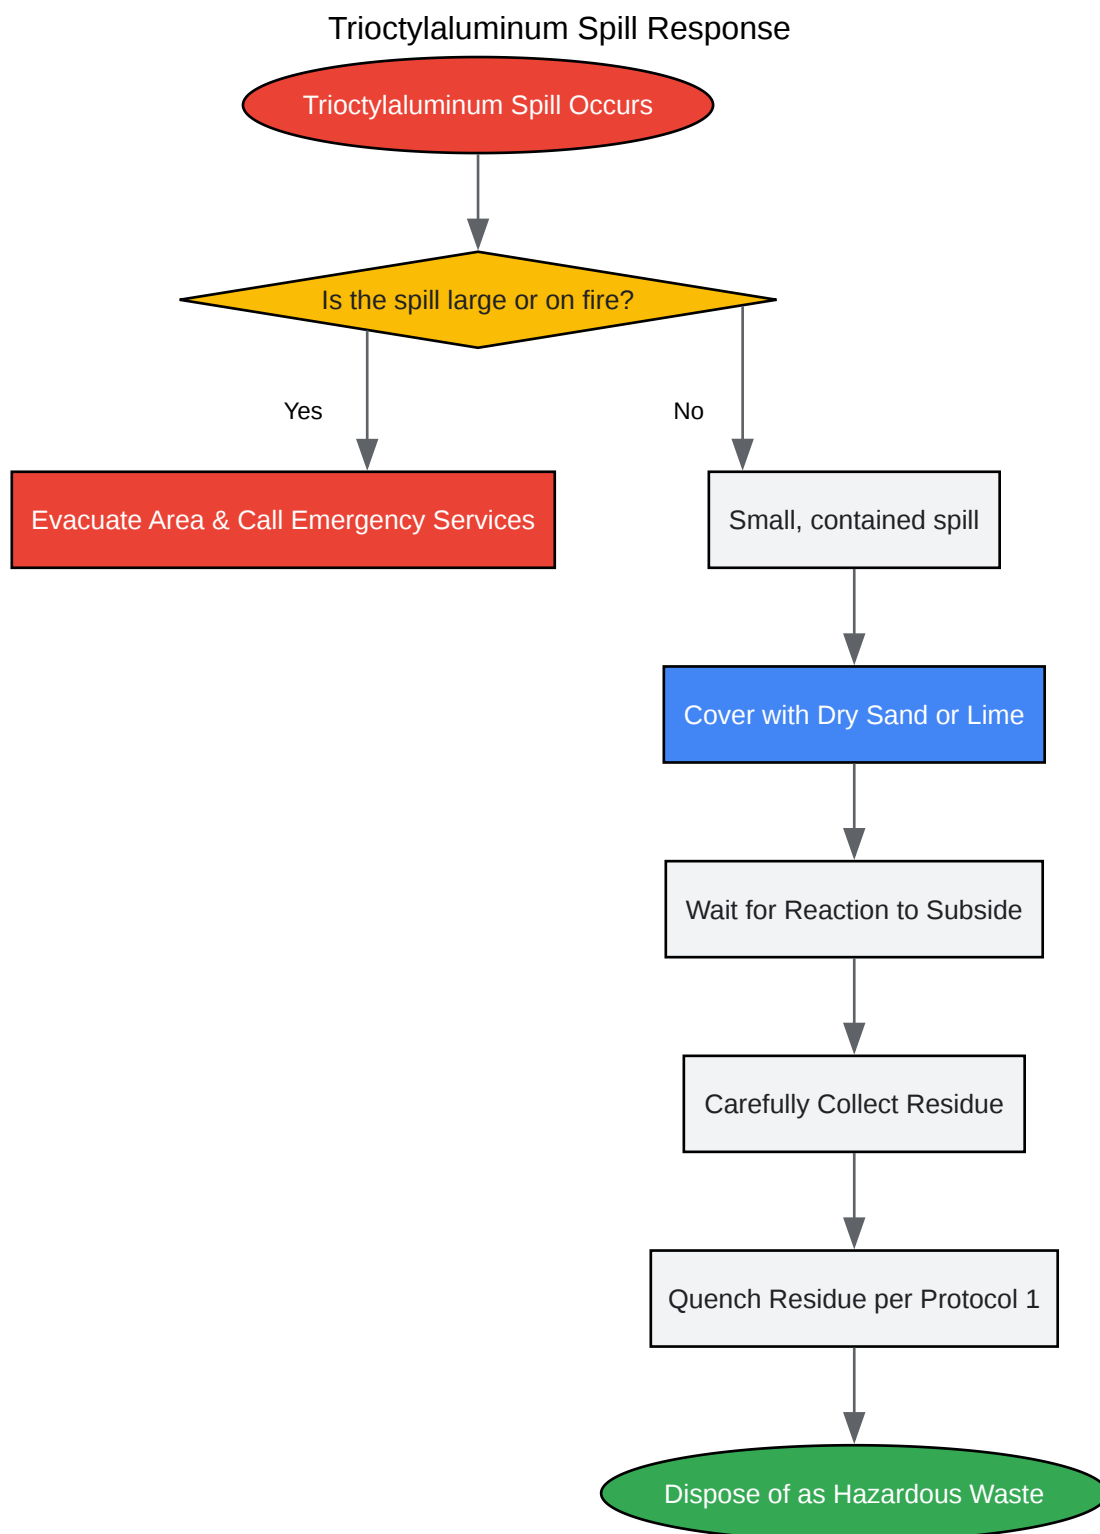 Trioctylaluminum Spill Response
Trioctylaluminum Spill Occurs
Is the spill large or on fire?
Yes
No
Evacuate Area & Call Emergency Services
Small, contained spill
Cover with Dry Sand or Lime
Wait for Reaction to Subside
Carefully Collect Residue
Quench Residue per Protocol 1
Dispose of as Hazardous Waste